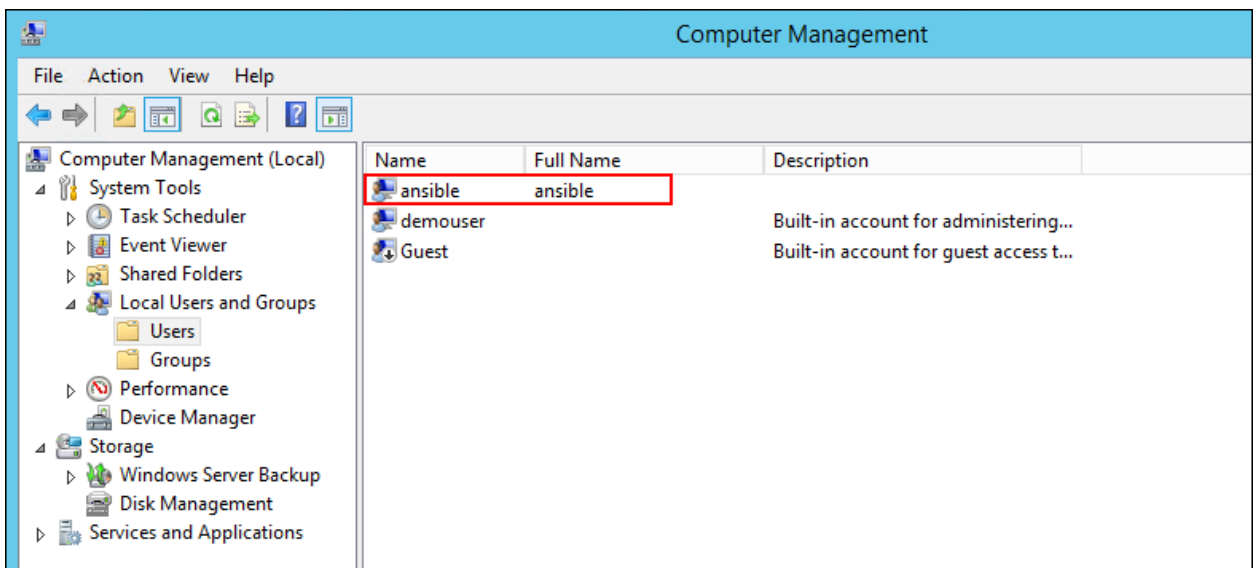 Computer Management
File Action View Help
Computer Management (Local)
System Tools
Task Scheduler
Event Viewer
Shared Folders
Local Users and Groups
Users
Groups
Performance
Device Manager
Storage
Windows Server Backup
Disk Management
Services and Applications
Name Full Name Description
ansible ansible
demouser Built-in account for administering...
Guest Built-in account for guest access t...